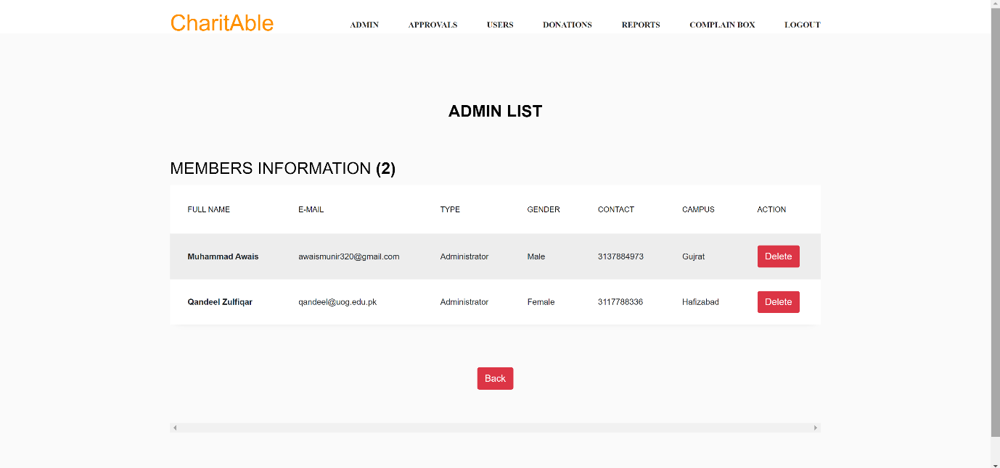 CharitAble ADMIN APPROVALS USERS DONATIONS REPORTS COMPLAIN BOX LOGOUT
ADMIN LIST
MEMBERS INFORMATION (2)
FULL NAME E-MAIL TYPE GENDER CONTACT CAMPUS ACTION
Muhammad Awais awaismunir320@gmail.com Administrator Male 3137884973 Gujrat Delete
Qandeel Zulfiqar qandeel@uog.edu.pk Administrator Female 3117788336 Hafizabad Delete
Back